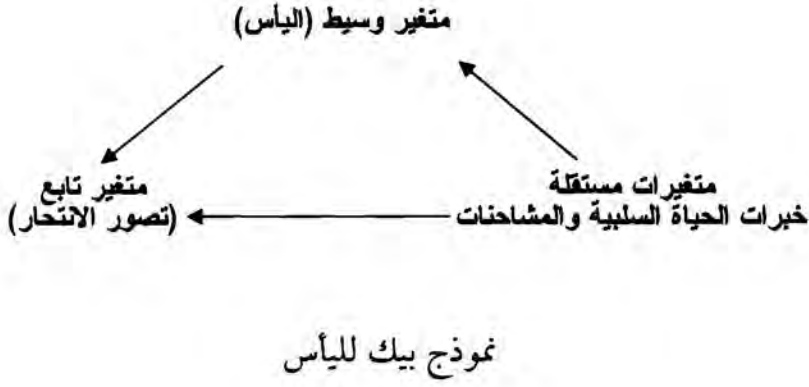 متغير وسيط (اليأس)
متغيرات مستقلة
خبرات الحياة السلبية والمشاحنات
متغير تابع
(تصور الانتحار)
نموذج بيك لليأس